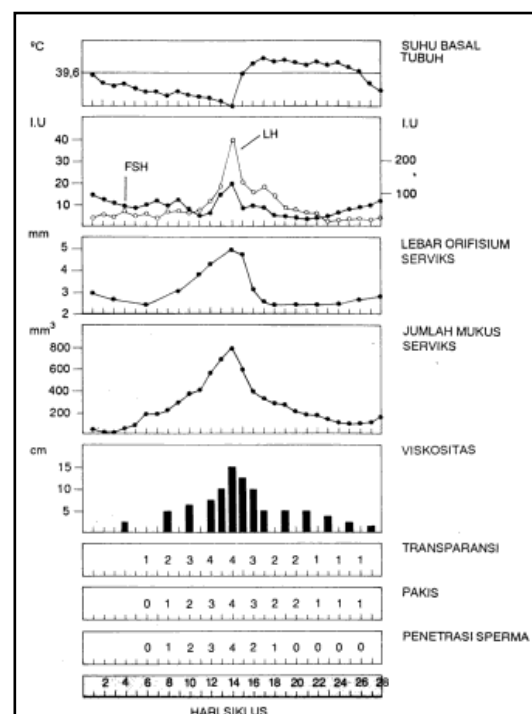 °C
SUHU BASAL
TUBUH
39,6
I.U
I.U
LH
FSH
40
30
20
10
200
100
mm
LEBAR ORIFISIUM
SERVIKS
5
4
3
2
mm3
JUMLAH MUKUS
SERVIKS
800
600
400
200
cm
VISKOSITAS
15
10
5
1 2 3 4 4 3 2 2 1 1 1
TRANSPARANSI
0 1 2 3 4 3 2 2 1 1 1
PAKIS
0 1 2 3 4 2 1 0 0 0 0
PENETRASI SPERMA
2 4 6 8 10 12 14 16 18 20 22 24 26 28
HARI SIKLUS